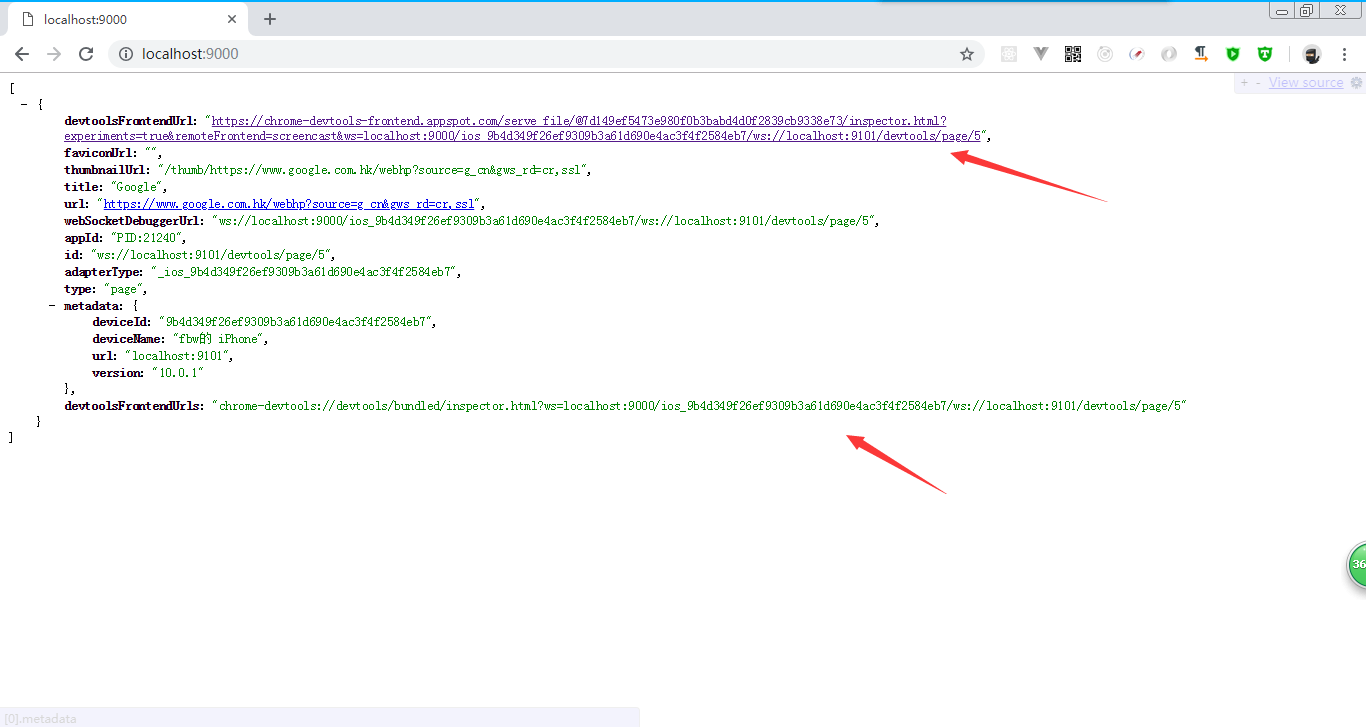 localhost:9000
localhost:9000
+ - View source
[
- {
devtoolsFrontendUrl: "https://chrome-devtools-frontend.appspot.com/serve_file/@7d149ef5473e980f0b3babd4d0f2839cb9338e73/inspector.html?
experiments=true&remoteFrontend=screencast&ws=localhost:9000/ios_9b4d349f26ef9309b3a61d690e4ac3f4f2584eb7/ws://localhost:9101/devtools/page/5",
faviconUrl: "",
thumbnailUrl: "/thumb/https://www.google.com.hk/webhp?source=g_cn&gws_rd=cr,ssl",
title: "Google",
url: "https://www.google.com.hk/webhp?source=g_cn&gws_rd=cr,ssl",
webSocketDebuggerUrl: "ws://localhost:9000/ios_9b4d349f26ef9309b3a61d690e4ac3f4f2584eb7/ws://localhost:9101/devtools/page/5",
appId: "PID:21240",
id: "ws://localhost:9101/devtools/page/5",
adapterType: "_ios_9b4d349f26ef9309b3a61d690e4ac3f4f2584eb7",
type: "page",
- metadata: {
deviceId: "9b4d349f26ef9309b3a61d690e4ac3f4f2584eb7",
deviceName: "fbw的 iPhone",
url: "localhost:9101",
version: "10.0.1"
},
devtoolsFrontendUrls: "chrome-devtools://devtools/bundled/inspector.html?ws=localhost:9000/ios_9b4d349f26ef9309b3a61d690e4ac3f4f2584eb7/ws://localhost:9101/devtools/page/5"
}
]
36
[0].metadata